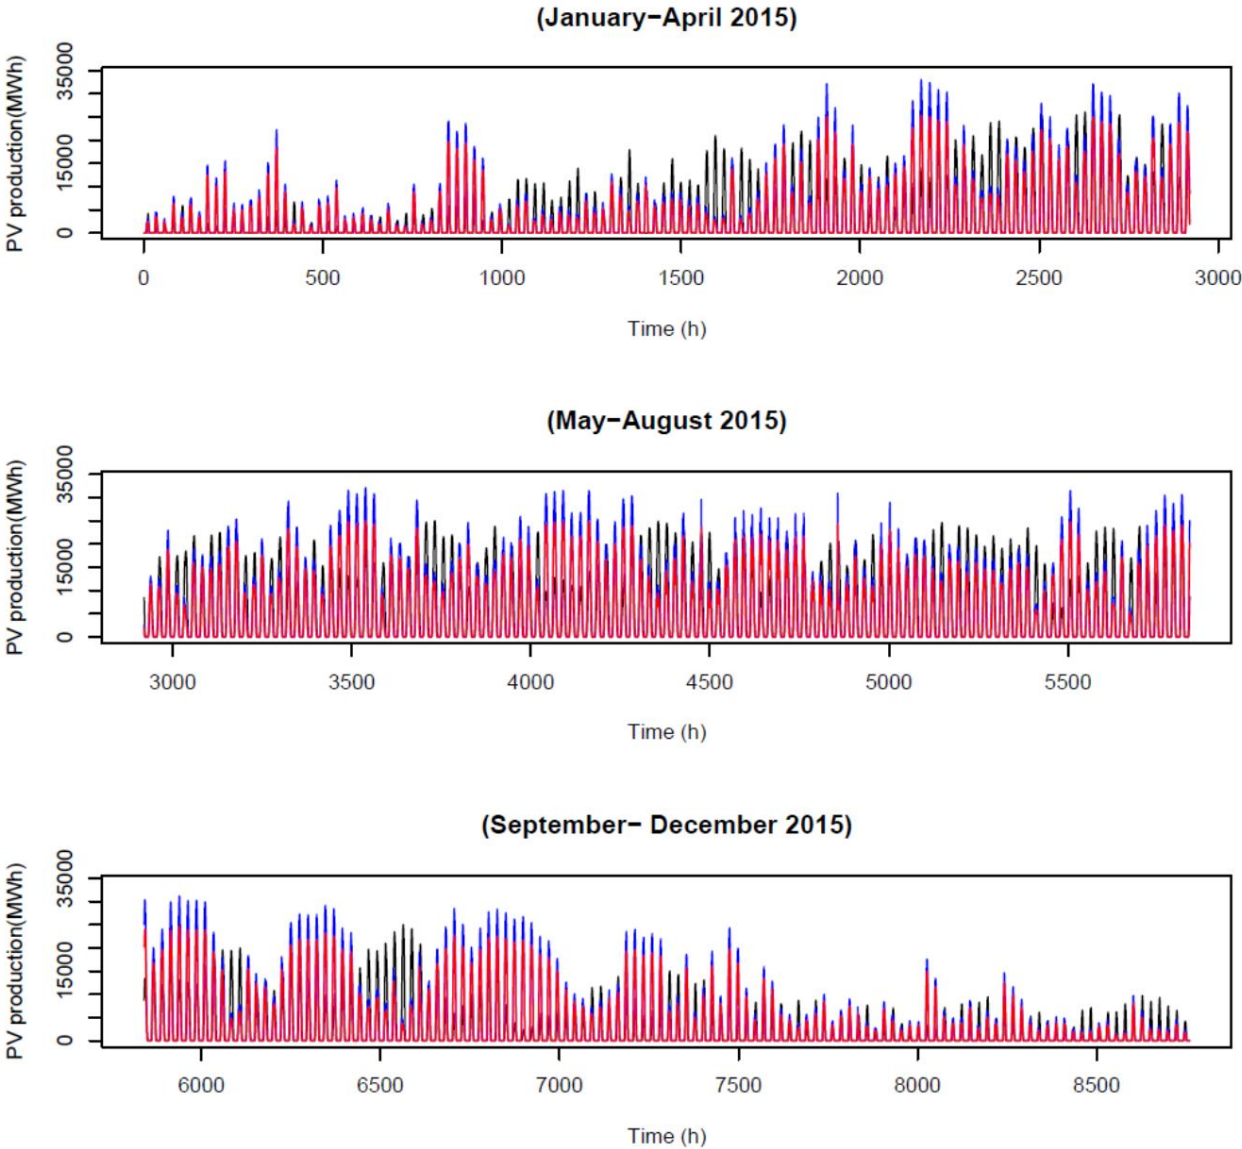 (January−April 2015)
PV production(MWh)
35000
15000
0
0 500 1000 1500 2000 2500 3000
Time (h)
(May−August 2015)
PV production(MWh)
35000
15000
0
3000 3500 4000 4500 5000 5500
Time (h)
(September− December 2015)
PV production(MWh)
35000
15000
0
6000 6500 7000 7500 8000 8500
Time (h)